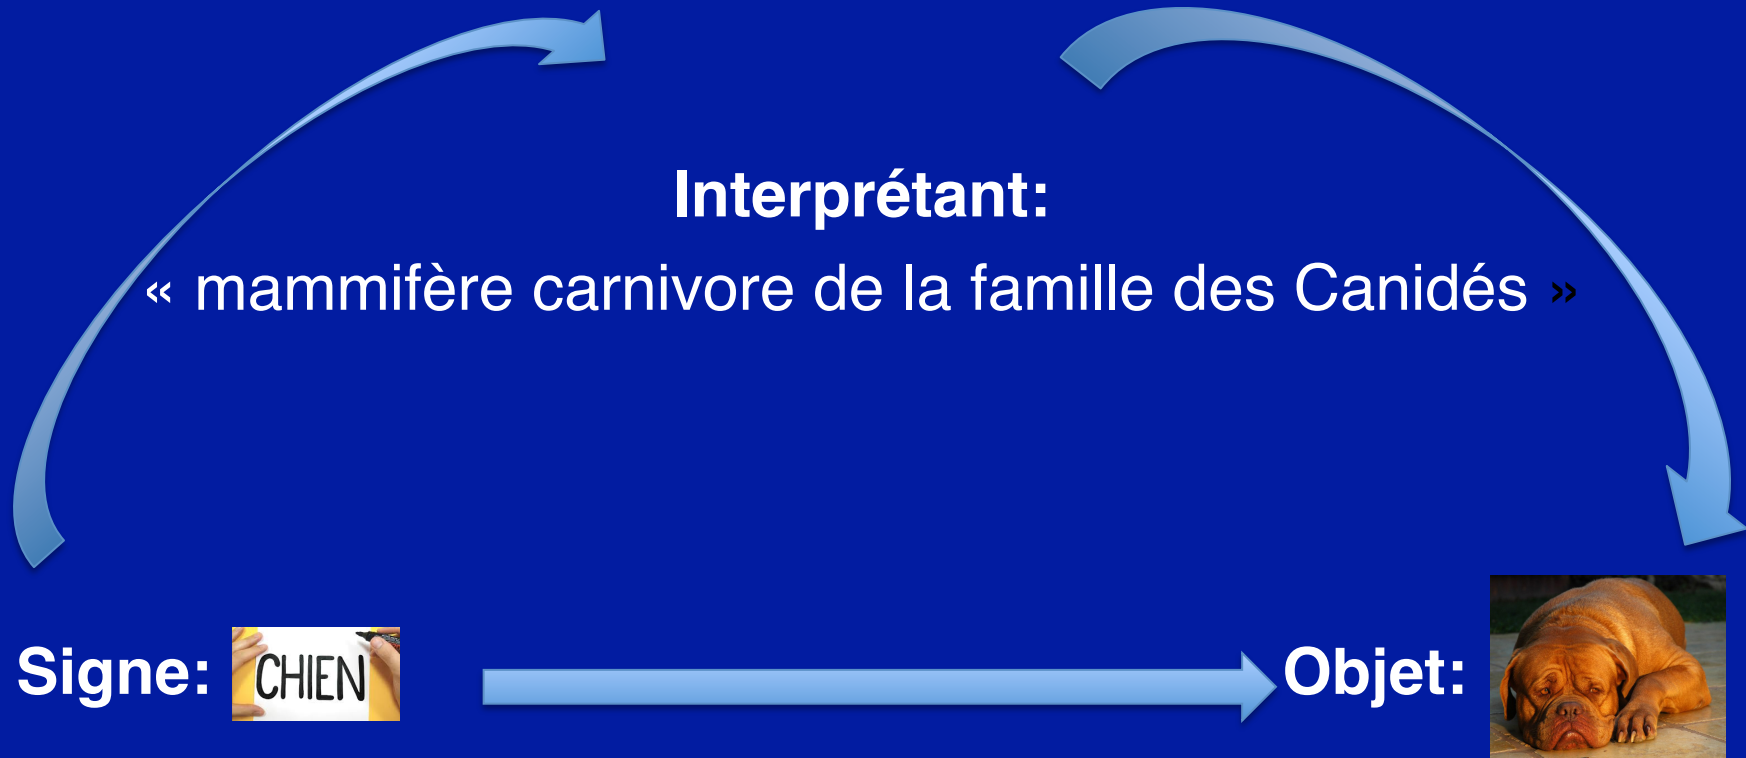 Interprétant:
« mammifère carnivore de la famille des Canidés »
Signe: CHIEN
Objet: